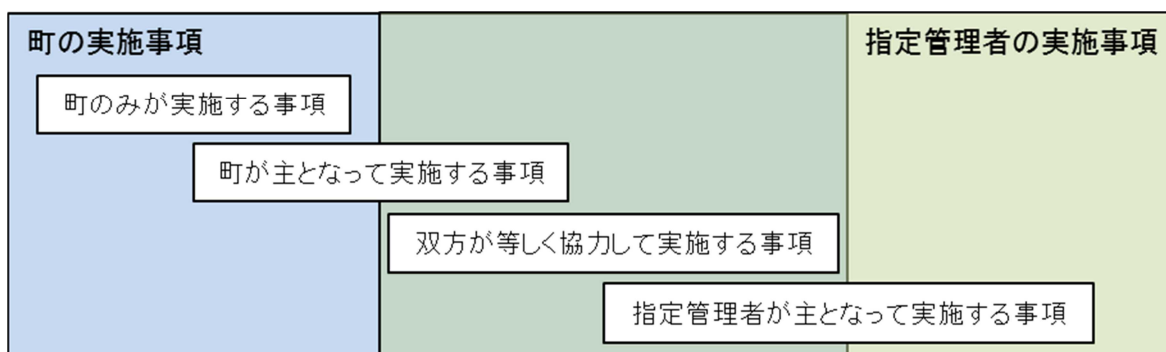 町の実施事項
指定管理者の実施事項
町のみが実施する事項
町が主となって実施する事項
双方が等しく協力して実施する事項
指定管理者が主となって実施する事項